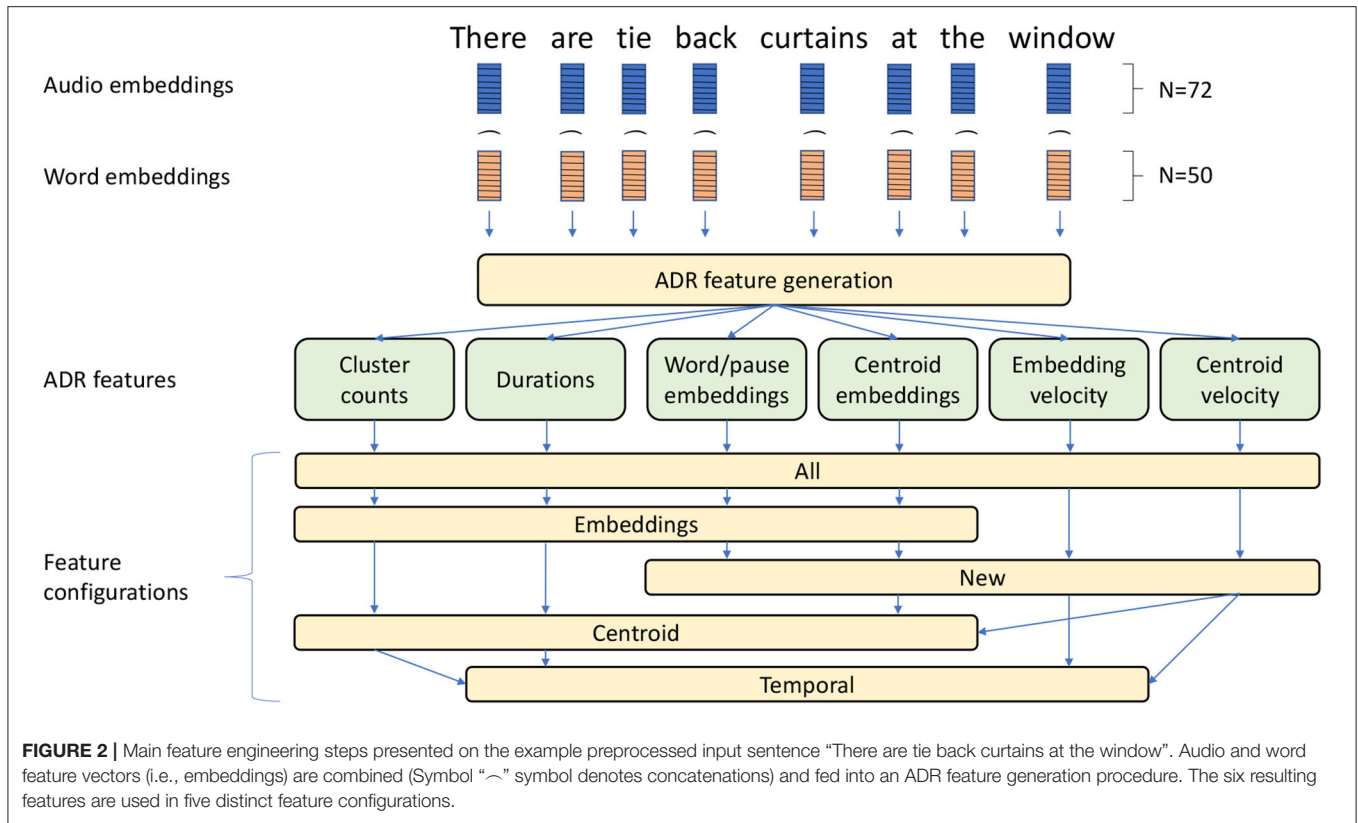 There are tie back curtains at the window
Audio embeddings
N=72
⁀ ⁀ ⁀ ⁀ ⁀ ⁀ ⁀ ⁀
Word embeddings
N=50
ADR feature generation
ADR features
Cluster
counts
Durations
Word/pause
embeddings
Centroid
embeddings
Embedding
velocity
Centroid
velocity
All
Embeddings
Feature
configurations
New
Centroid
Temporal
FIGURE 2 | Main feature engineering steps presented on the example preprocessed input sentence “There are tie back curtains at the window”. Audio and word
feature vectors (i.e., embeddings) are combined (Symbol “⁀” symbol denotes concatenations) and fed into an ADR feature generation procedure. The six resulting
features are used in five distinct feature configurations.